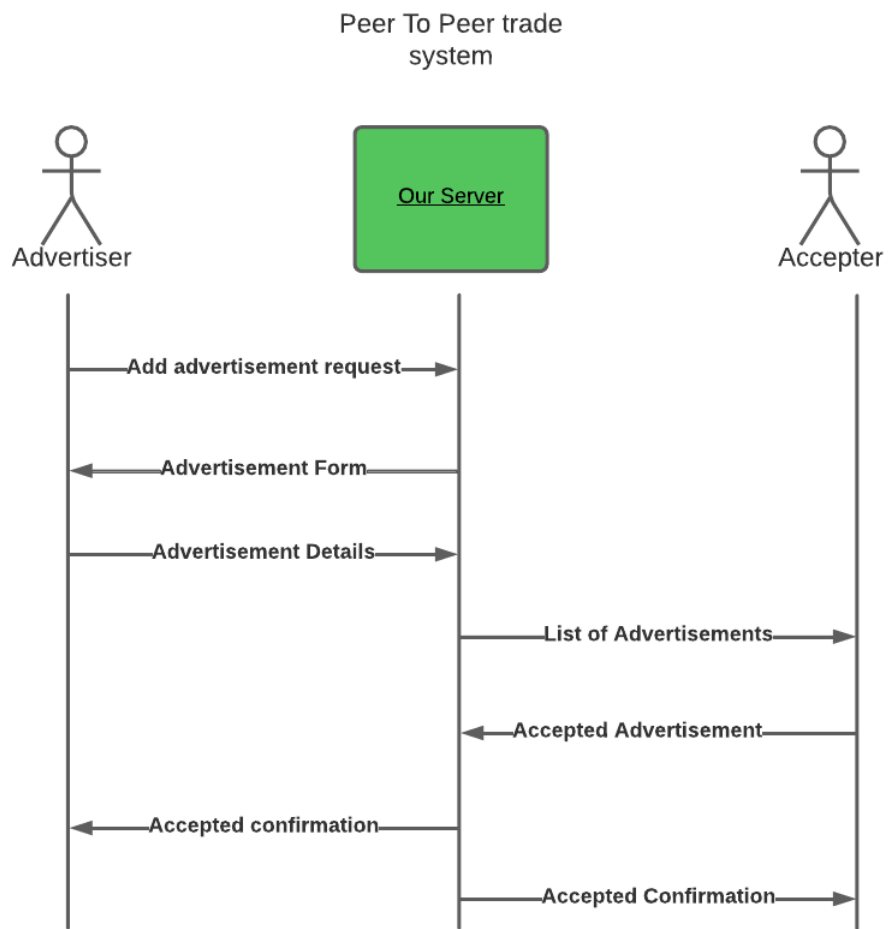 Peer To Peer trade
system
Our Server
Advertiser
Accepter
Add advertisement request
Advertisement Form
Advertisement Details
List of Advertisements
Accepted Advertisement
Accepted confirmation
Accepted Confirmation